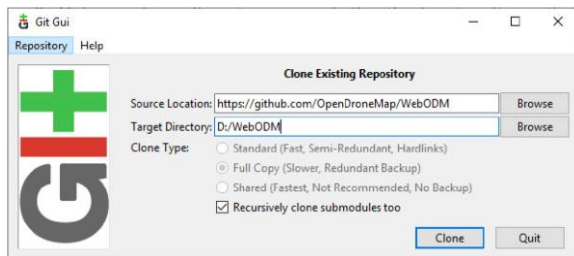 Git Gui
Repository Help
Clone Existing Repository
Source Location: https://github.com/OpenDroneMap/WebODM Browse
Target Directory: D:/WebODM Browse
Clone Type: Standard (Fast, Semi-Redundant, Hardlinks)
Full Copy (Slower, Redundant Backup)
Shared (Fastest, Not Recommended, No Backup)
Recursively clone submodules too
Clone Quit
GIt